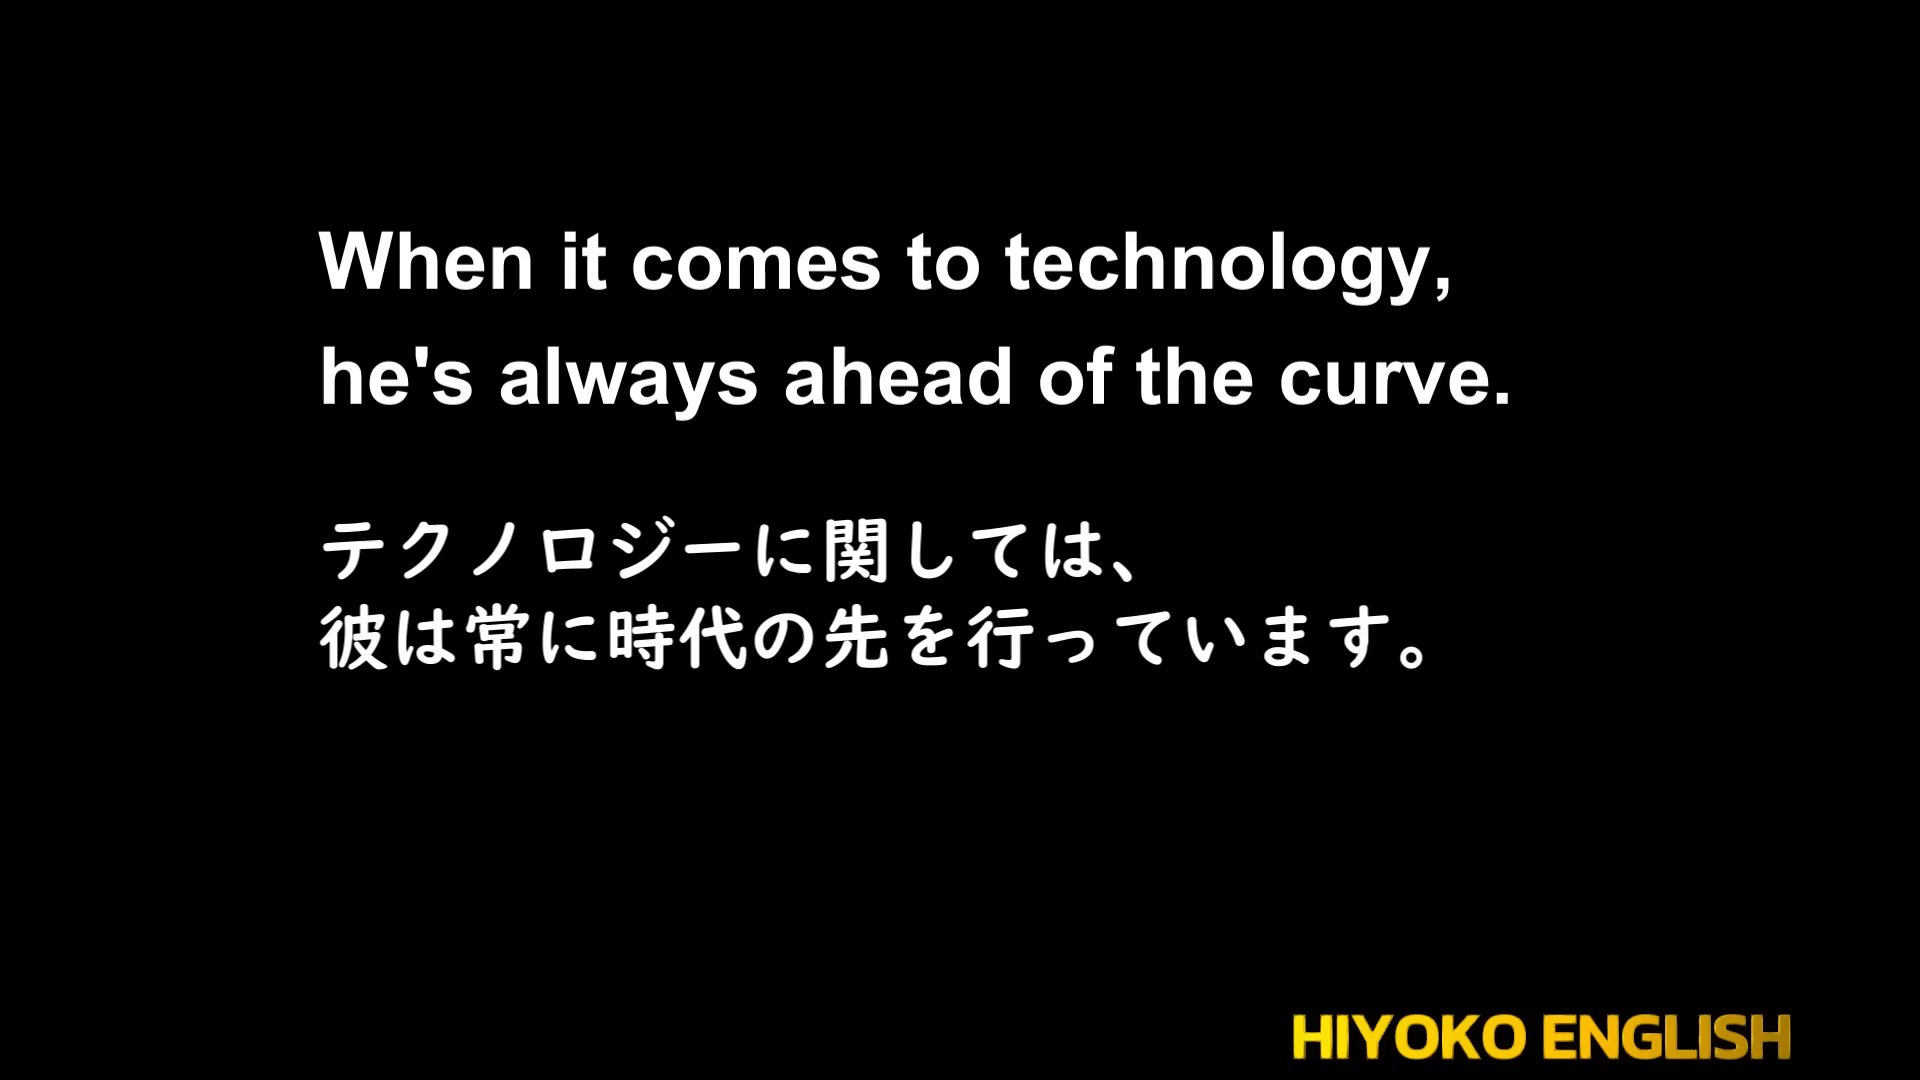 When it comes to technology,
he's always ahead of the curve.
テクノロジーに関しては、
彼は常に時代の先を行っています。
HIYOKO ENGLISH